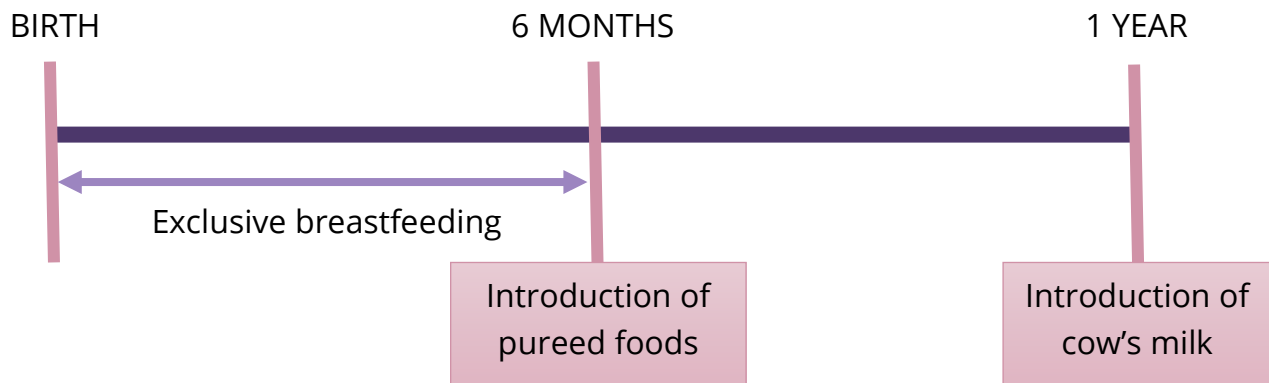 BIRTH
6 MONTHS
1 YEAR
Exclusive breastfeeding
Introduction of
pureed foods
Introduction of
cow’s milk